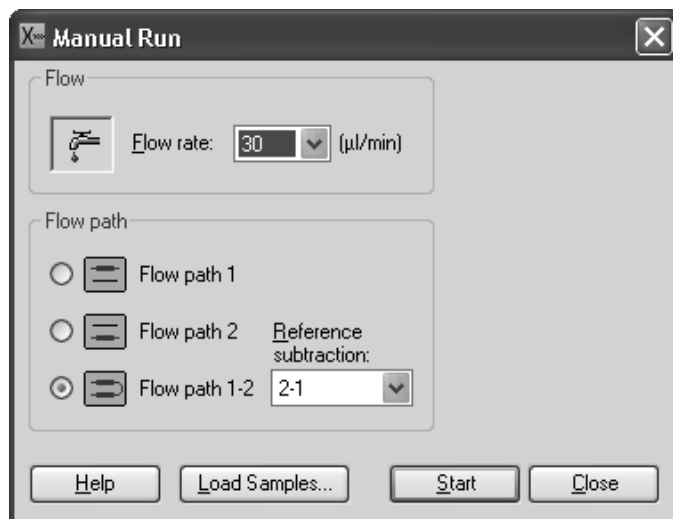 Manual Run
Flow
Flow rate: 30 (µl/min)
Flow path
Flow path 1
Flow path 2
Reference
subtraction:
Flow path 1-2 2-1
Help Load Samples... Start Close